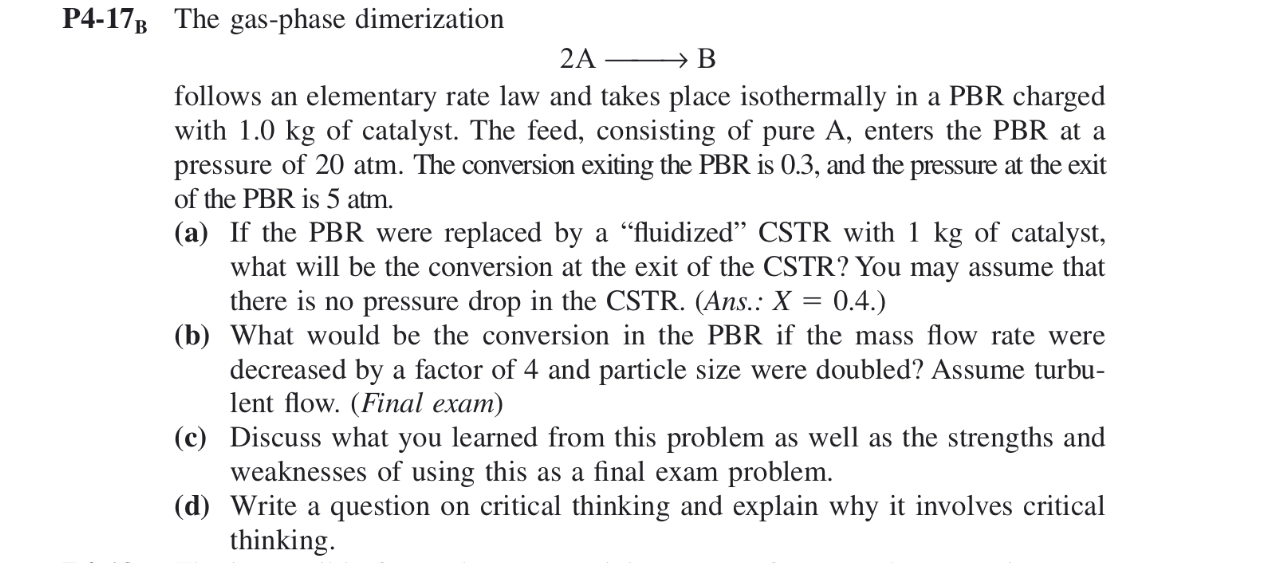 P4-17B The gas-phase dimerization
2A ⟶ B
follows an elementary rate law and takes place isothermally in a PBR charged
with 1.0 kg of catalyst. The feed, consisting of pure A, enters the PBR at a
pressure of 20 atm. The conversion exiting the PBR is 0.3, and the pressure at the exit
of the PBR is 5 atm.
(a) If the PBR were replaced by a “fluidized” CSTR with 1 kg of catalyst,
what will be the conversion at the exit of the CSTR? You may assume that
there is no pressure drop in the CSTR. (Ans.: X = 0.4.)
(b) What would be the conversion in the PBR if the mass flow rate were
decreased by a factor of 4 and particle size were doubled? Assume turbu-
lent flow. (Final exam)
(c) Discuss what you learned from this problem as well as the strengths and
weaknesses of using this as a final exam problem.
(d) Write a question on critical thinking and explain why it involves critical
thinking.